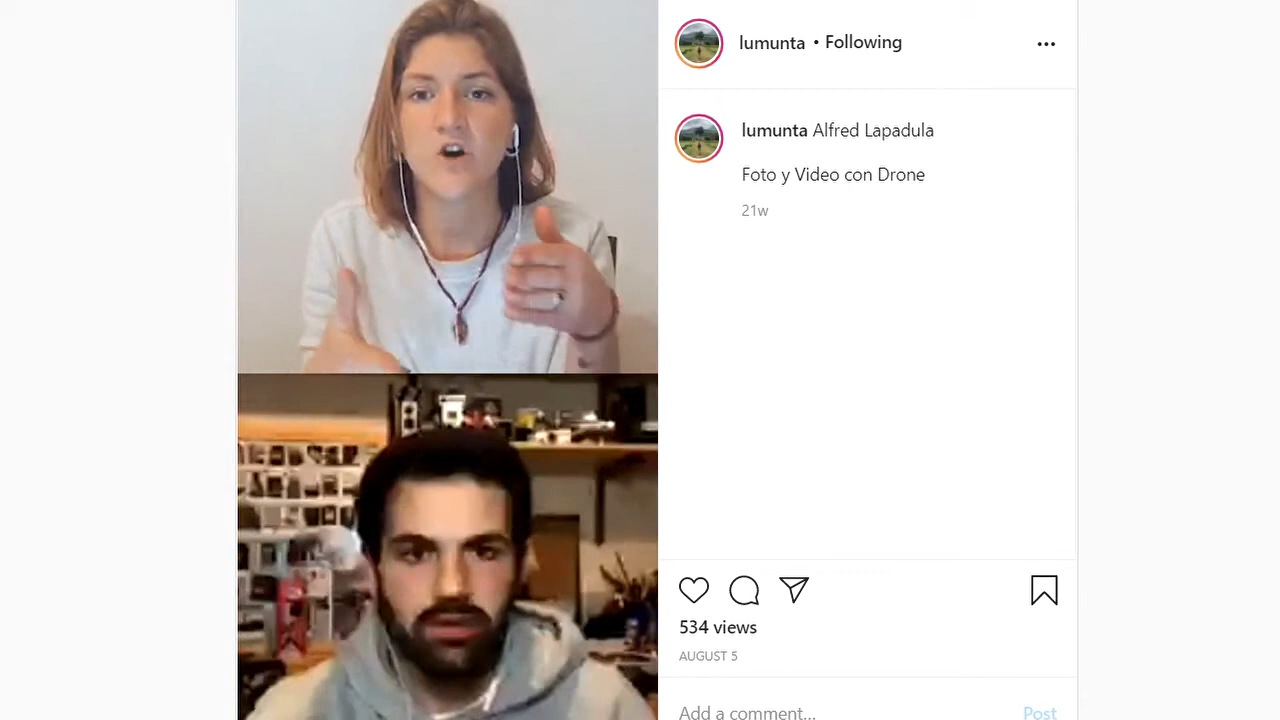 lumunta • Following
lumunta Alfred Lapadula
Foto y Video con Drone
21w
534 views
AUGUST 5
Add a comment...
Post